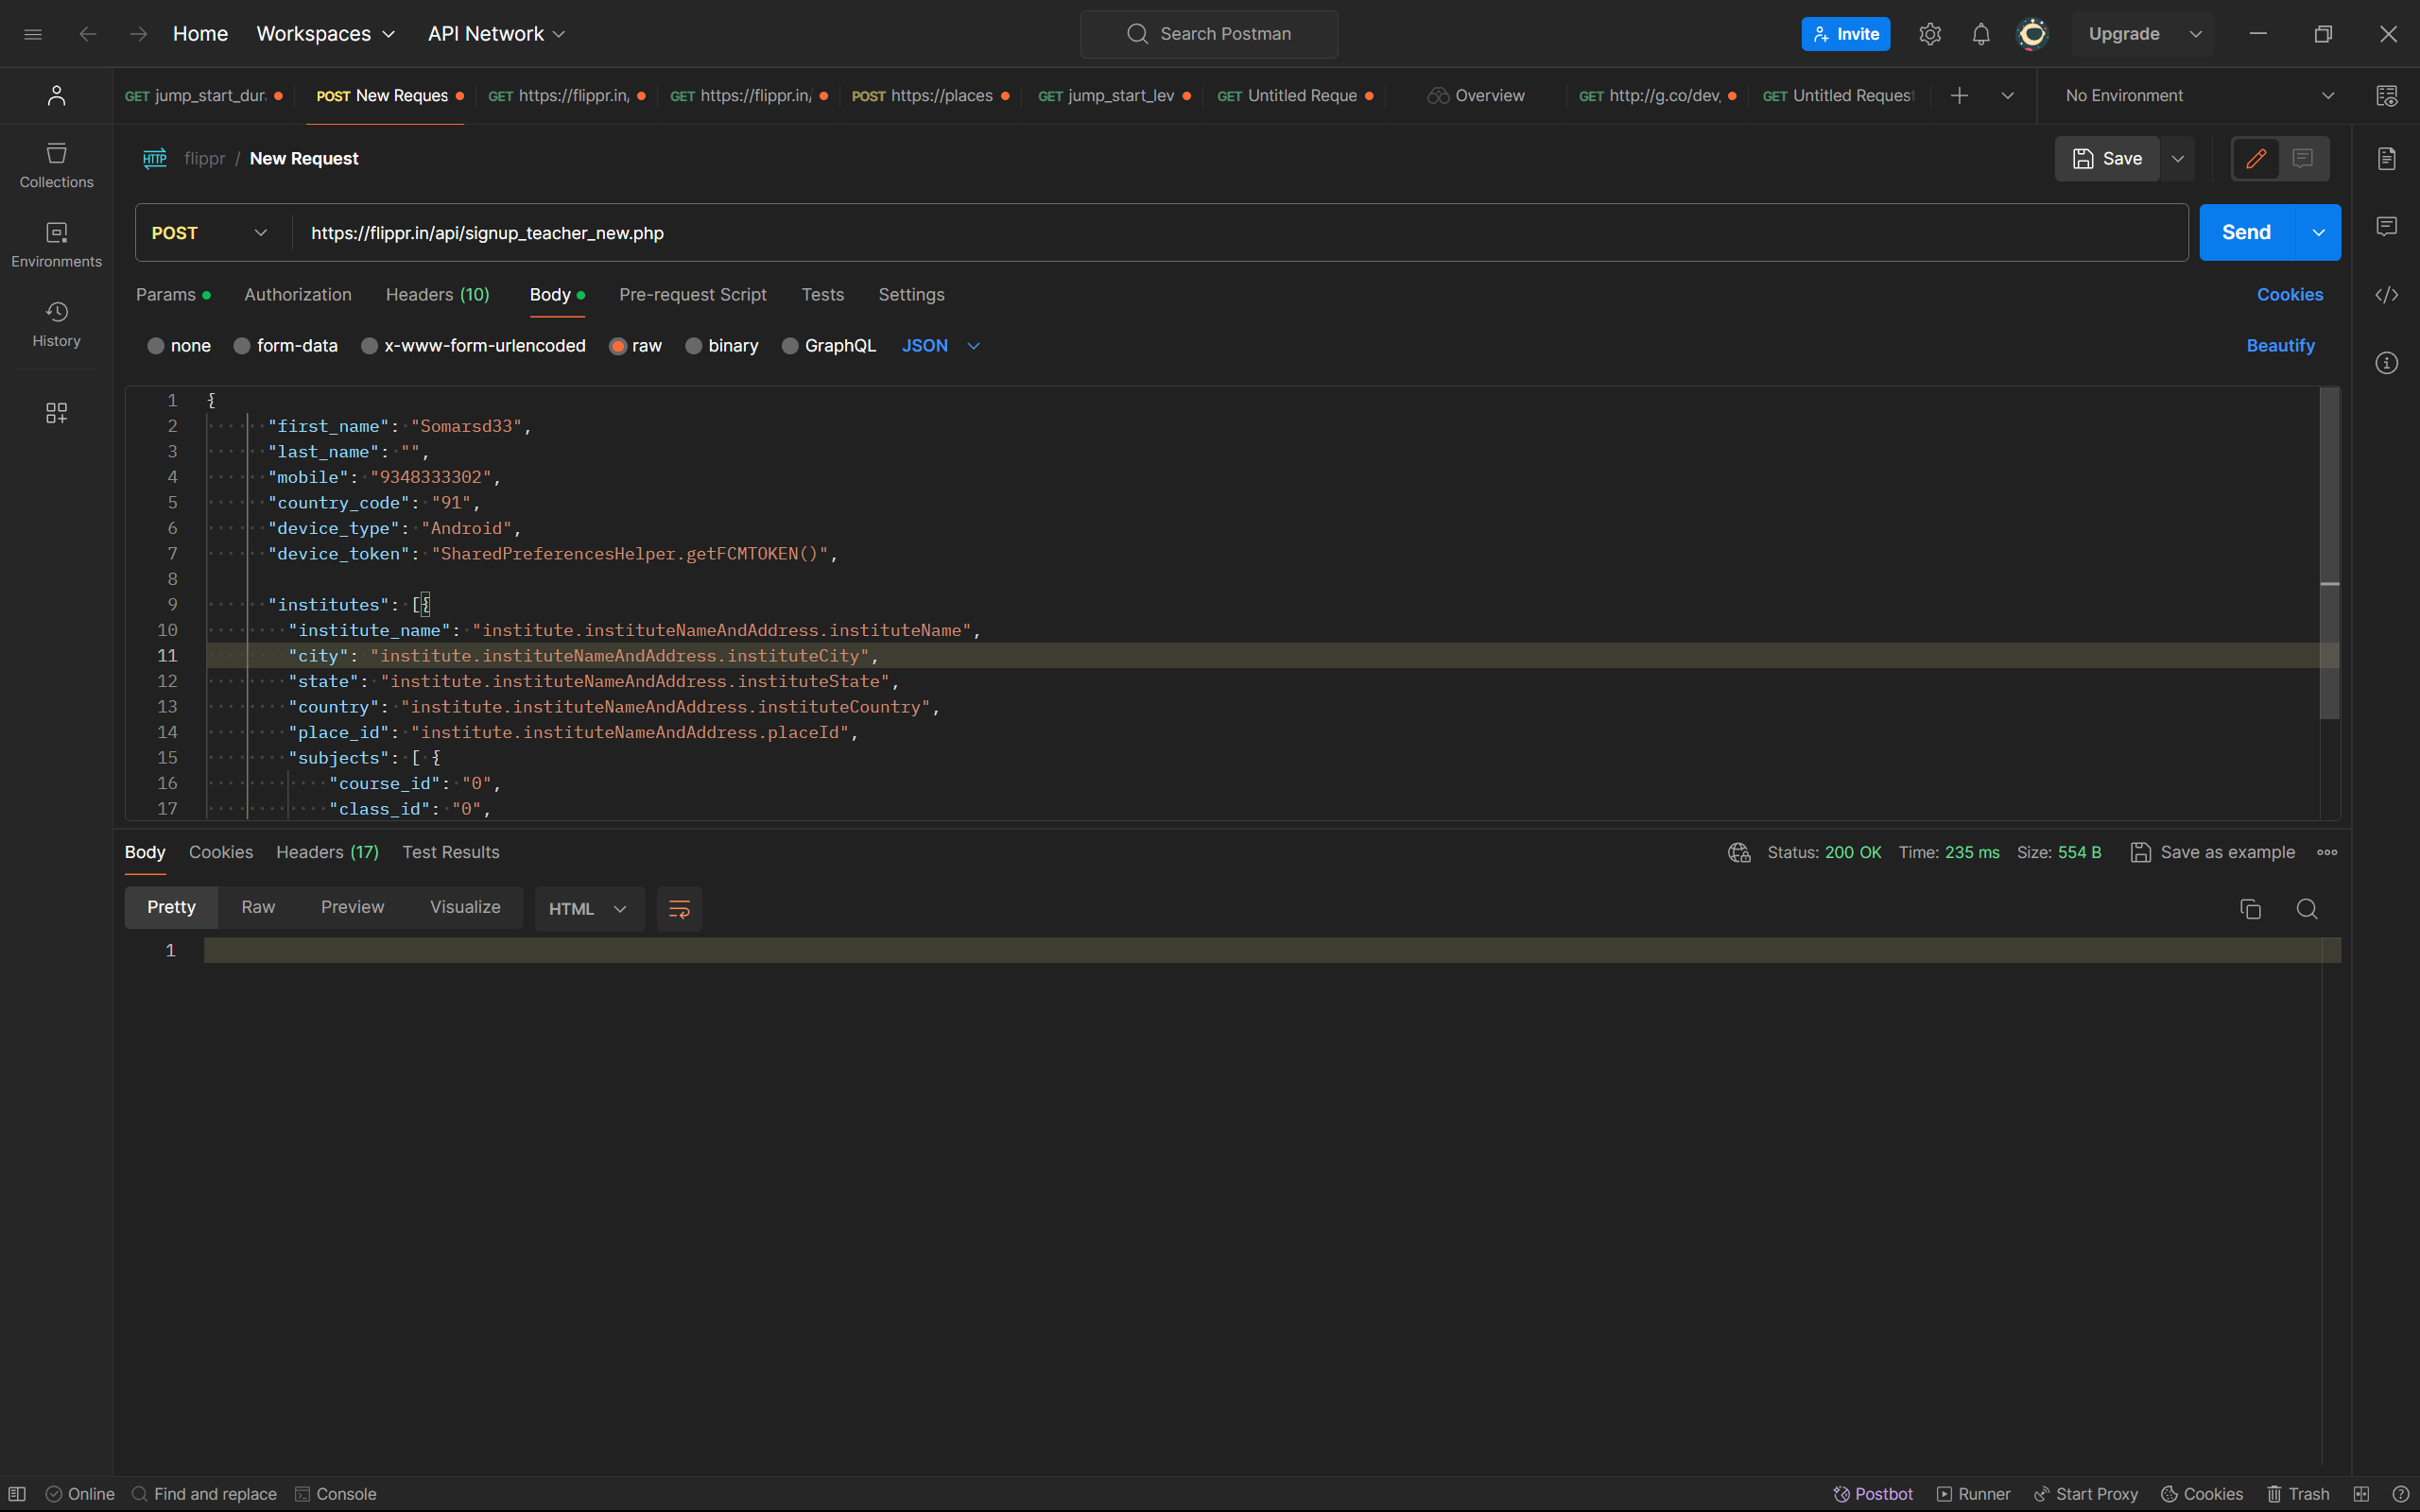 Home Workspaces API Network Search Postman Invite Upgrade
GET jump_start_dur POST New Reques GET https://flippr.in/ GET https://flippr.in/ POST https://places GET jump_start_lev GET Untitled Reque Overview GET http://g.co/dev, GET Untitled Request No Environment
Collections
Environments
History
HTTP flippr / New Request Save
POST https://flippr.in/api/signup_teacher_new.php Send
Params Authorization Headers (10) Body Pre-request Script Tests Settings Cookies
none form-data x-www-form-urlencoded raw binary GraphQL JSON Beautify
1 {
2 "first_name": "Somarsd33",
3 "last_name": "",
4 "mobile": "9348333302",
5 "country_code": "91",
6 "device_type": "Android",
7 "device_token": "SharedPreferencesHelper.getFCMTOKEN()",
8
9 "institutes": [{
10 "institute_name": "institute.instituteNameAndAddress.instituteName",
11 "city": "institute.instituteNameAndAddress.instituteCity",
12 "state": "institute.instituteNameAndAddress.instituteState",
13 "country": "institute.instituteNameAndAddress.instituteCountry",
14 "place_id": "institute.instituteNameAndAddress.placeId",
15 "subjects": [ {
16 "course_id": "0",
17 "class_id": "0",
Body Cookies Headers (17) Test Results Status: 200 OK Time: 235 ms Size: 554 B Save as example
Pretty Raw Preview Visualize HTML
1
Online Find and replace Console Postbot Runner Start Proxy Cookies Trash